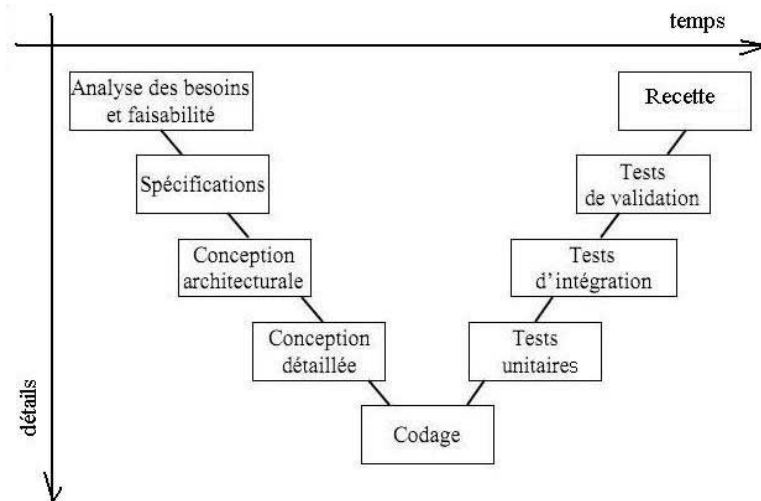 temps
Analyse des besoins
et faisabilité
Recette
Spécifications
Tests
de validation
Conception
architecturale
Tests
d'intégration
Conception
détaillée
Tests
unitaires
Codage
détails